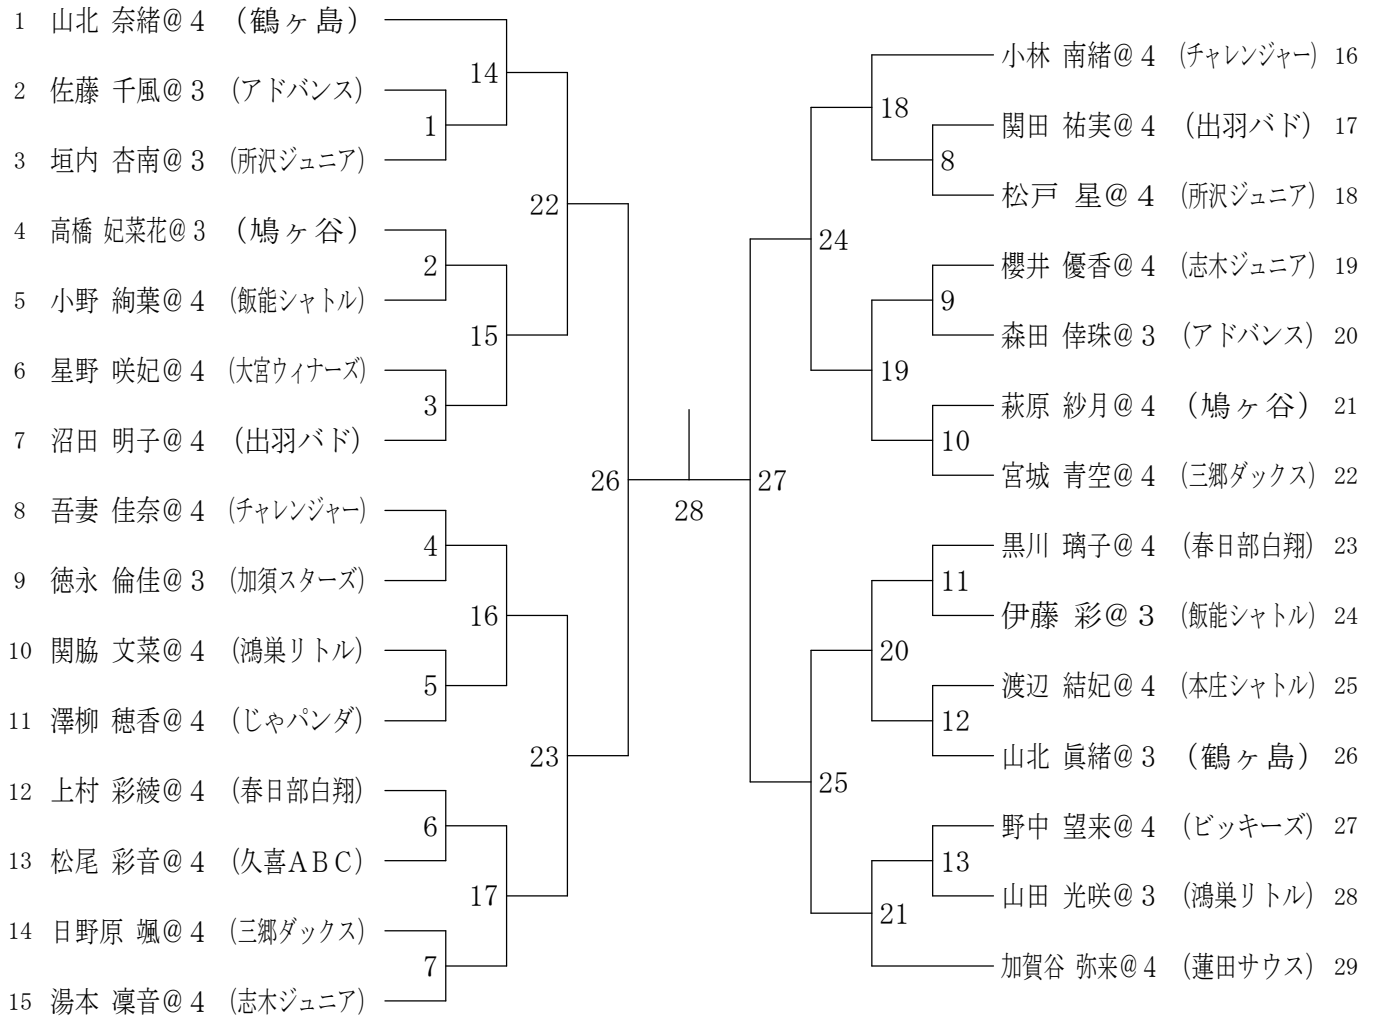 1 山北 奈緒@４ （鶴ヶ島）
2 佐藤 千風@３ （アドバンス）
3 垣内 杏南@３ （所沢ジュニア）
4 高橋 妃菜花@３ （鳩ヶ谷）
5 小野 絢葉@４ （飯能シャトル）
6 星野 咲妃@４ （大宮ウィナーズ）
7 沼田 明子@４ （出羽バド）
8 吾妻 佳奈@４ （チャレンジャー）
9 徳永 倫佳@３ （加須スターズ）
10 関脇 文菜@４ （鴻巣リトル）
11 澤柳 穂香@４ （じゃパンダ）
12 上村 彩綾@４ （春日部白翔）
13 松尾 彩音@４ （久喜ＡＢＣ）
14 日野原 颯@４ （三郷ダックス）
15 湯本 凜音@４ （志木ジュニア）
1
2
3
4
5
6
7
14
15
16
17
22
23
26
28
27
24
25
18
19
20
21
8
9
10
11
12
13
小林 南緒@４ （チャレンジャー） 16
関田 祐実@４ （出羽バド） 17
松戸 星@４ （所沢ジュニア） 18
櫻井 優香@４ （志木ジュニア） 19
森田 倖珠@３ （アドバンス） 20
萩原 紗月@４ （鳩ヶ谷） 21
宮城 青空@４ （三郷ダックス） 22
黒川 璃子@４ （春日部白翔） 23
伊藤 彩@３ （飯能シャトル） 24
渡辺 結妃@４ （本庄シャトル） 25
山北 眞緒@３ （鶴ヶ島） 26
野中 望来@４ （ビッキーズ） 27
山田 光咲@３ （鴻巣リトル） 28
加賀谷 弥来@４ （蓮田サウス） 29